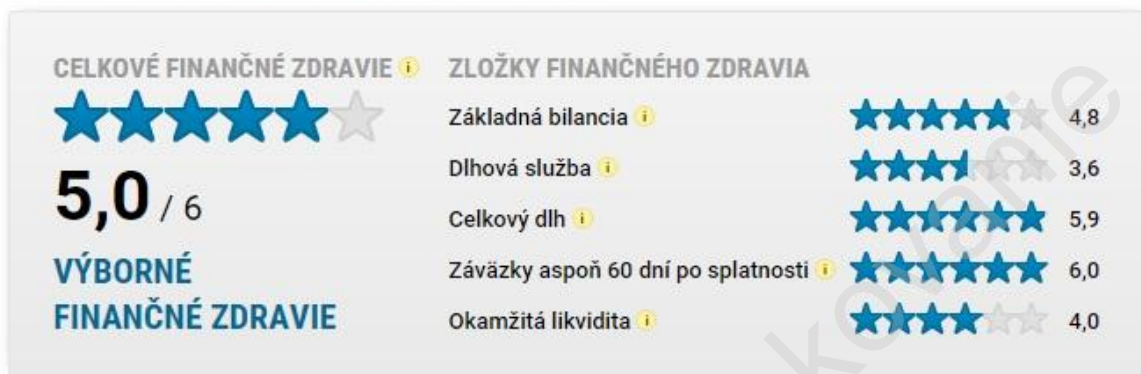 CELKOVÉ FINANČNÉ ZDRAVIE i
5,0 / 6
VÝBORNÉ
FINANČNÉ ZDRAVIE
ZLOŽKY FINANČNÉHO ZDRAVIA
Základná bilancia i 4,8
Dlhová služba i 3,6
Celkový dlh i 5,9
Záväzky aspoň 60 dní po splatnosti i 6,0
Okamžitá likvidita i 4,0
kovanie